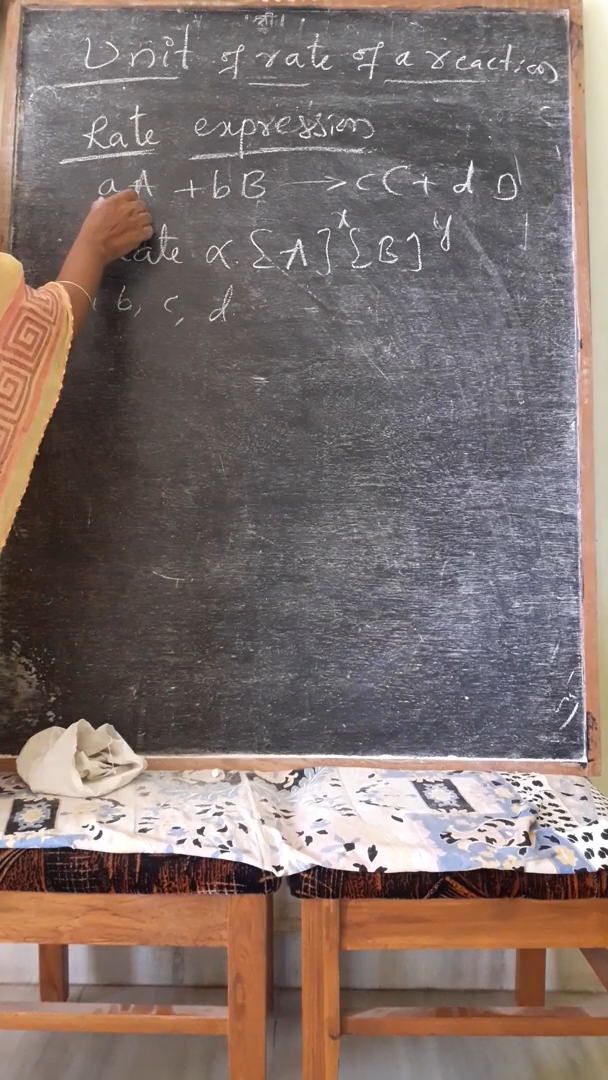 श्री
Unit of rate of a reaction
Rate expression
aA + bB → cC + dD
Rate ∝ [A]^x [B]^y
b, c, d